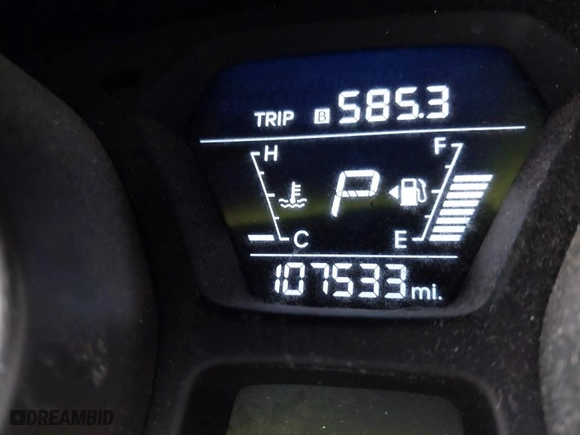 TRIP B 585.3
H F
P
C E
107533 mi.
DREAMBID